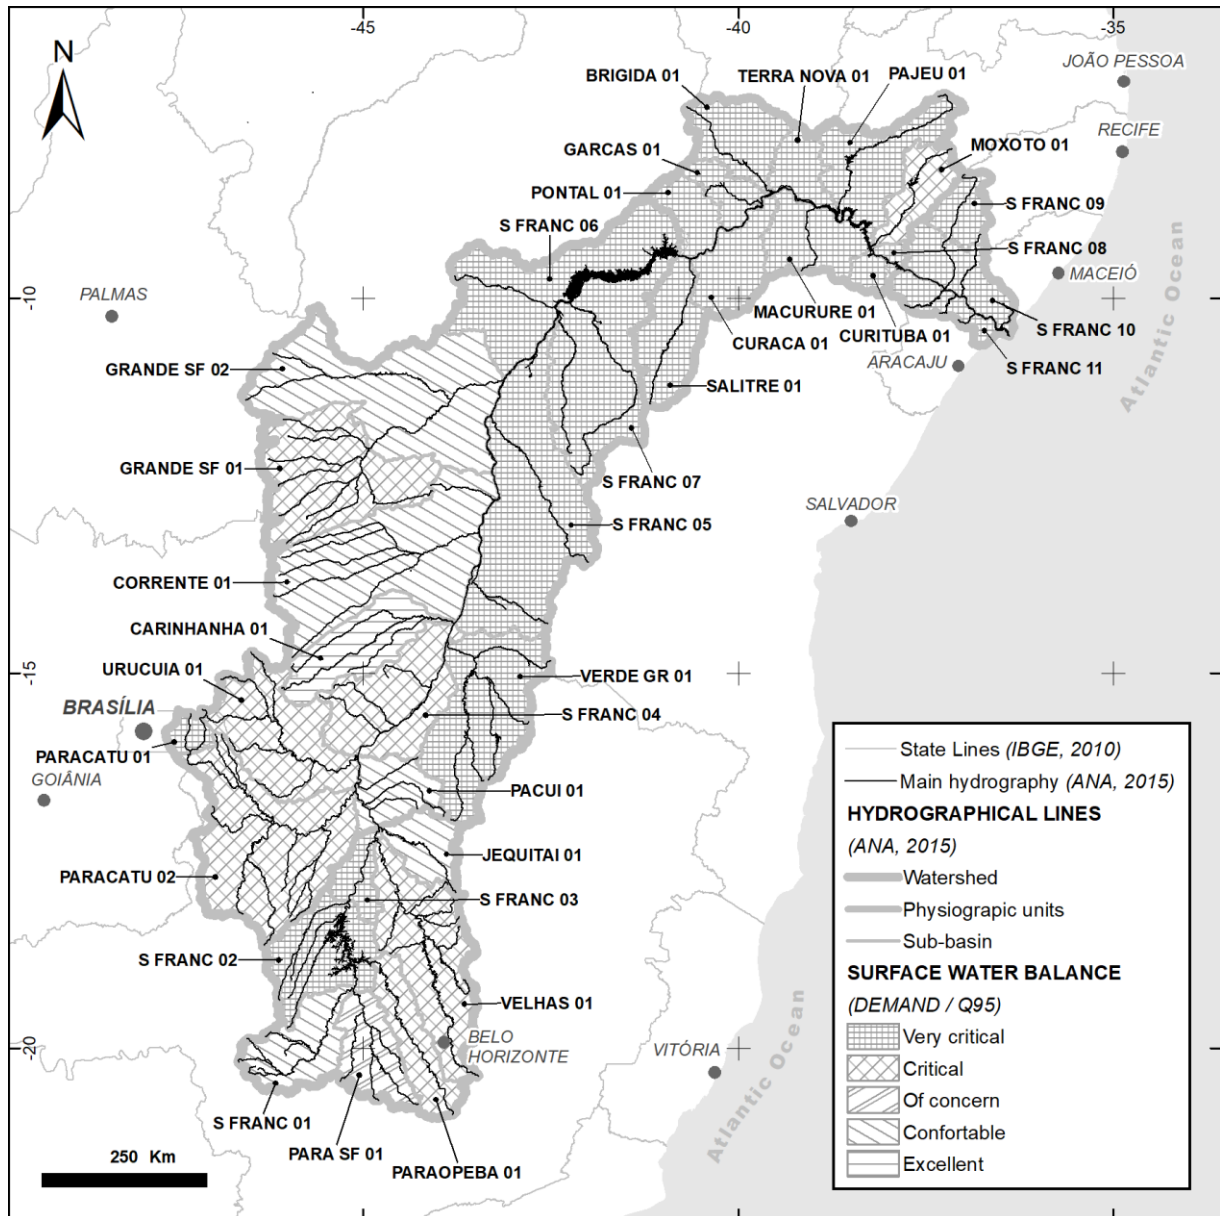 -45
-40
-35
N
JOÃO PESSOA
BRIGIDA 01
TERRA NOVA 01
PAJEU 01
RECIFE
GARCAS 01
MOXOTO 01
PONTAL 01
S FRANC 09
S FRANC 06
S FRANC 08
MACEIÓ
-10
PALMAS
MACURURE 01
S FRANC 10
CURACA 01
CURITUBA 01
ARACAJU
S FRANC 11
Atlantic Ocean
GRANDE SF 02
SALITRE 01
GRANDE SF 01
S FRANC 07
SALVADOR
S FRANC 05
CORRENTE 01
CARINHANHA 01
URUCUIA 01
-15
VERDE GR 01
BRASÍLIA
S FRANC 04
PARACATU 01
GOIÂNIA
PACUI 01
JEQUITAI 01
PARACATU 02
S FRANC 03
S FRANC 02
VELHAS 01
-20
BELO
HORIZONTE
VITÓRIA
Atlantic Ocean
S FRANC 01
PARA SF 01
PARAOPEBA 01
250 Km
State Lines (IBGE, 2010)
Main hydrography (ANA, 2015)
HYDROGRAPHICAL LINES
(ANA, 2015)
Watershed
Physiograpic units
Sub-basin
SURFACE WATER BALANCE
(DEMAND / Q95)
Very critical
Critical
Of concern
Confortable
Excellent